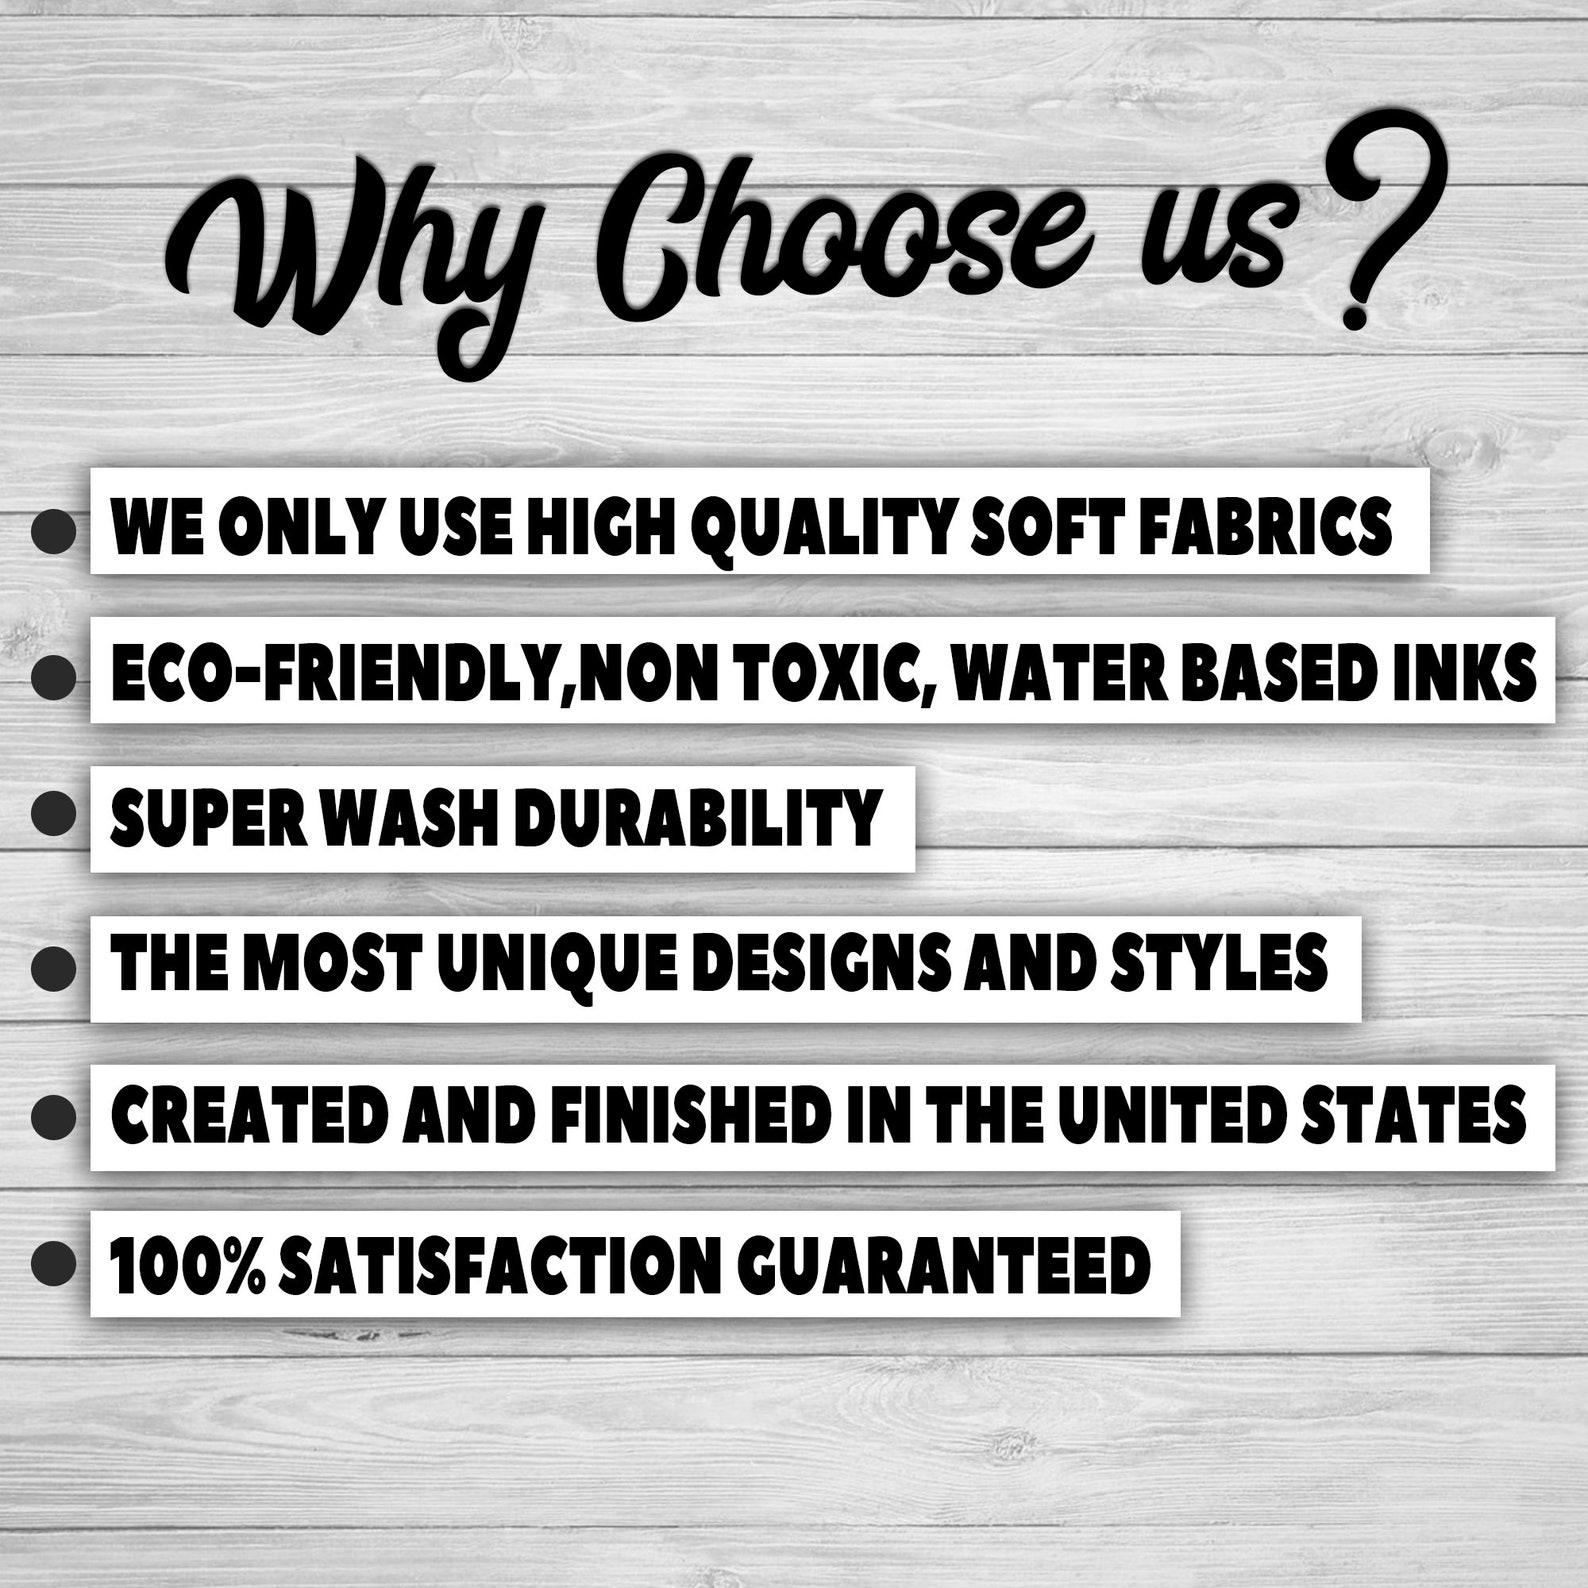 Why Choose us?
WE ONLY USE HIGH QUALITY SOFT FABRICS
ECO-FRIENDLY,NON TOXIC, WATER BASED INKS
SUPER WASH DURABILITY
THE MOST UNIQUE DESIGNS AND STYLES
CREATED AND FINISHED IN THE UNITED STATES
100% SATISFACTION GUARANTEED